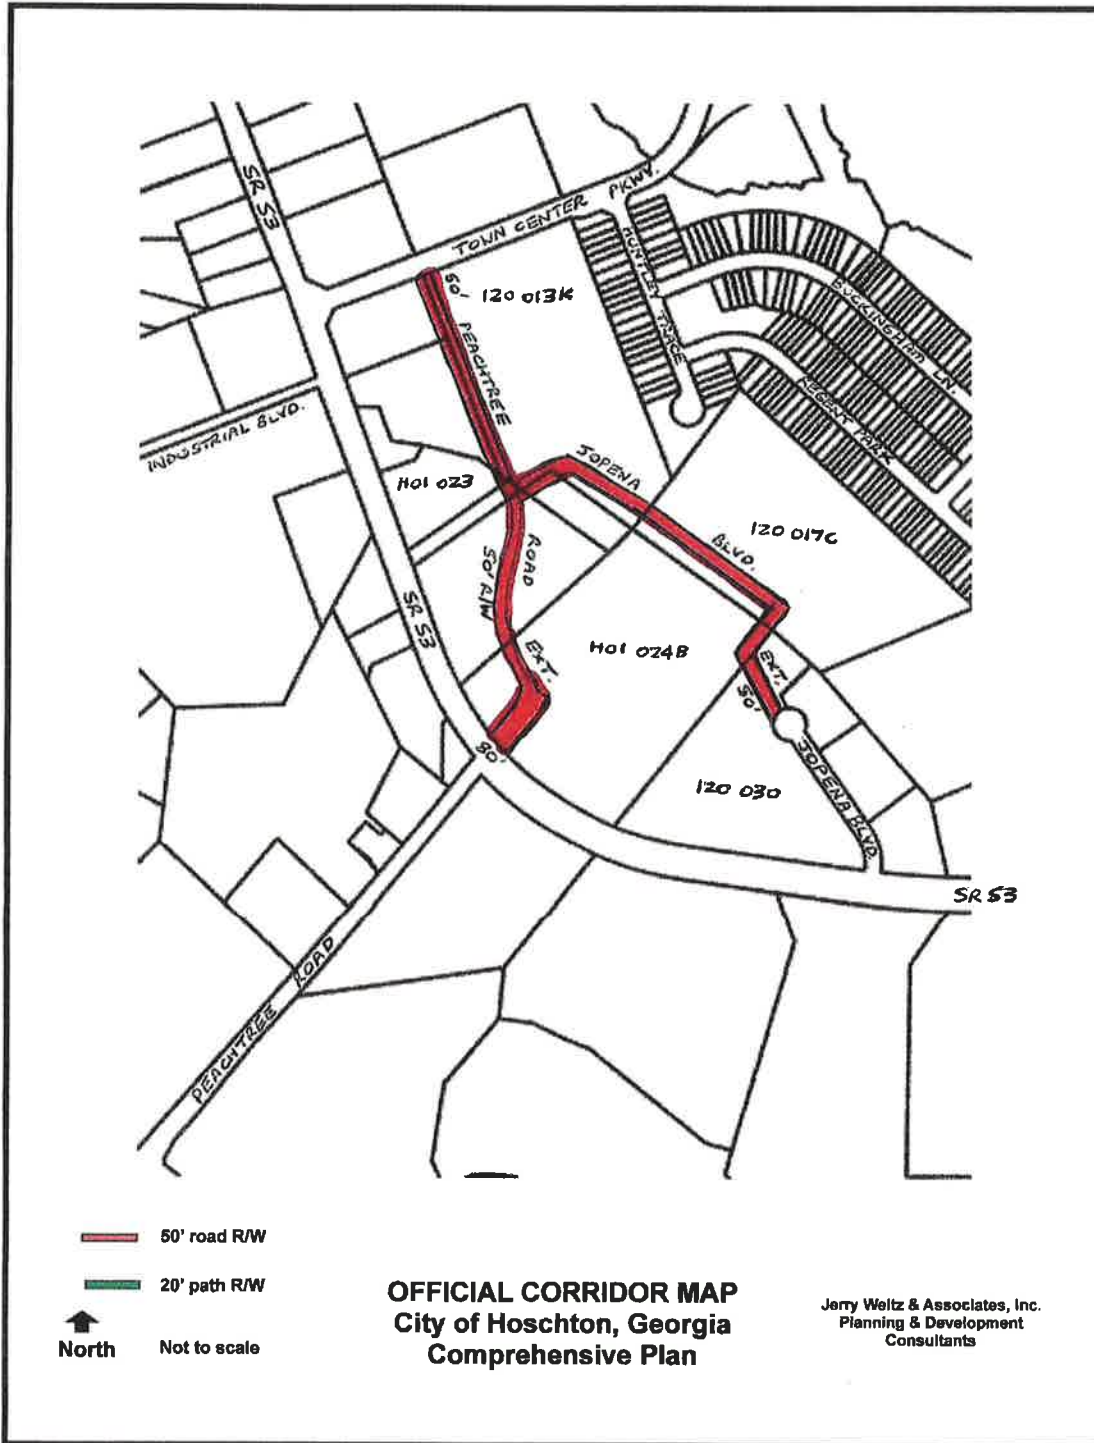 SR 53
TOWN CENTER PKWY.
HUNTLEY TRACE
BUCKINGHAM LN.
REGENT PARK
50'
120 013K
PEACHTREE
INDUSTRIAL BLVD.
H01 023
JOPENA
BLVD.
120 017C
ROAD
50' R/W
SR 53
EXT.
H01 024B
EXT.
50'
80'
120 030
JOPENA BLVD.
SR 53
PEACHTREE ROAD
50' road R/W
20' path R/W
North
Not to scale
OFFICIAL CORRIDOR MAP
City of Hoschton, Georgia
Comprehensive Plan
Jerry Weitz & Associates, Inc.
Planning & Development
Consultants